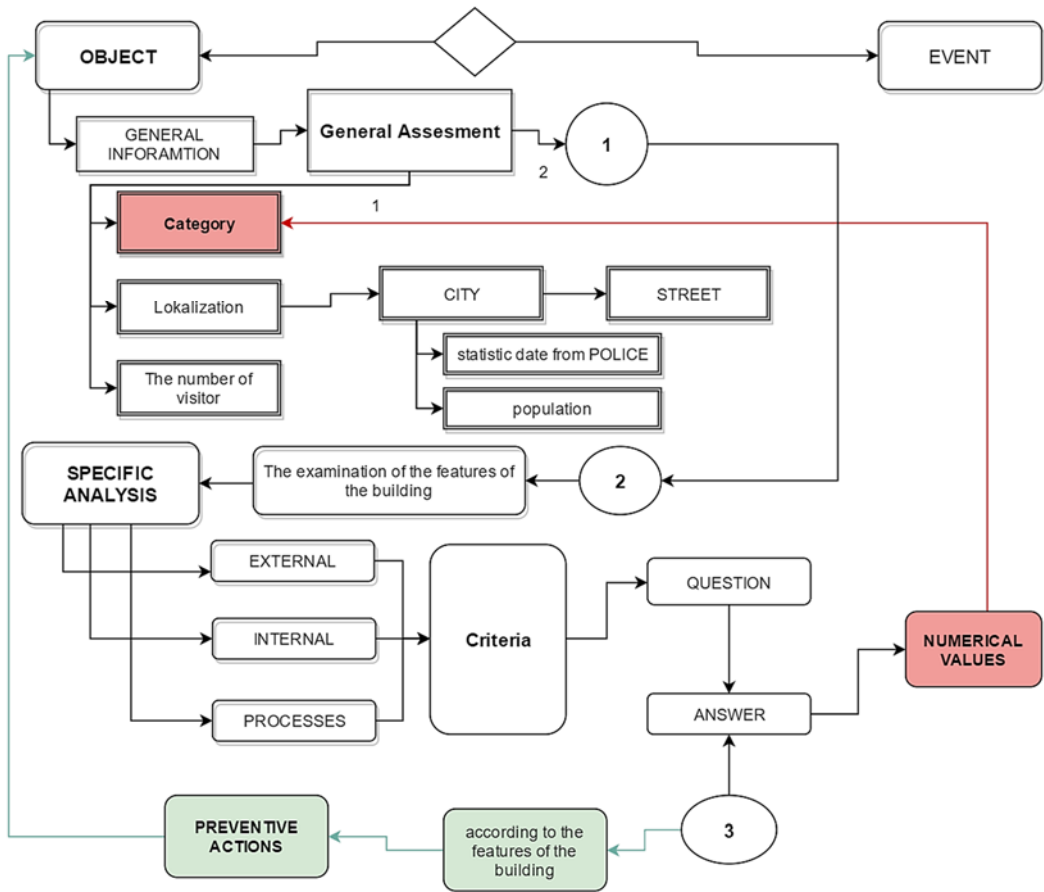 OBJECT
EVENT
GENERAL
INFORAMTION
General Assesment
1
2
1
Category
Lokalization
CITY
STREET
statistic date from POLICE
The number of
visitor
population
SPECIFIC
ANALYSIS
The examination of the features of
the building
2
EXTERNAL
INTERNAL
PROCESSES
Criteria
QUESTION
ANSWER
NUMERICAL
VALUES
PREVENTIVE
ACTIONS
according to the
features of the
building
3